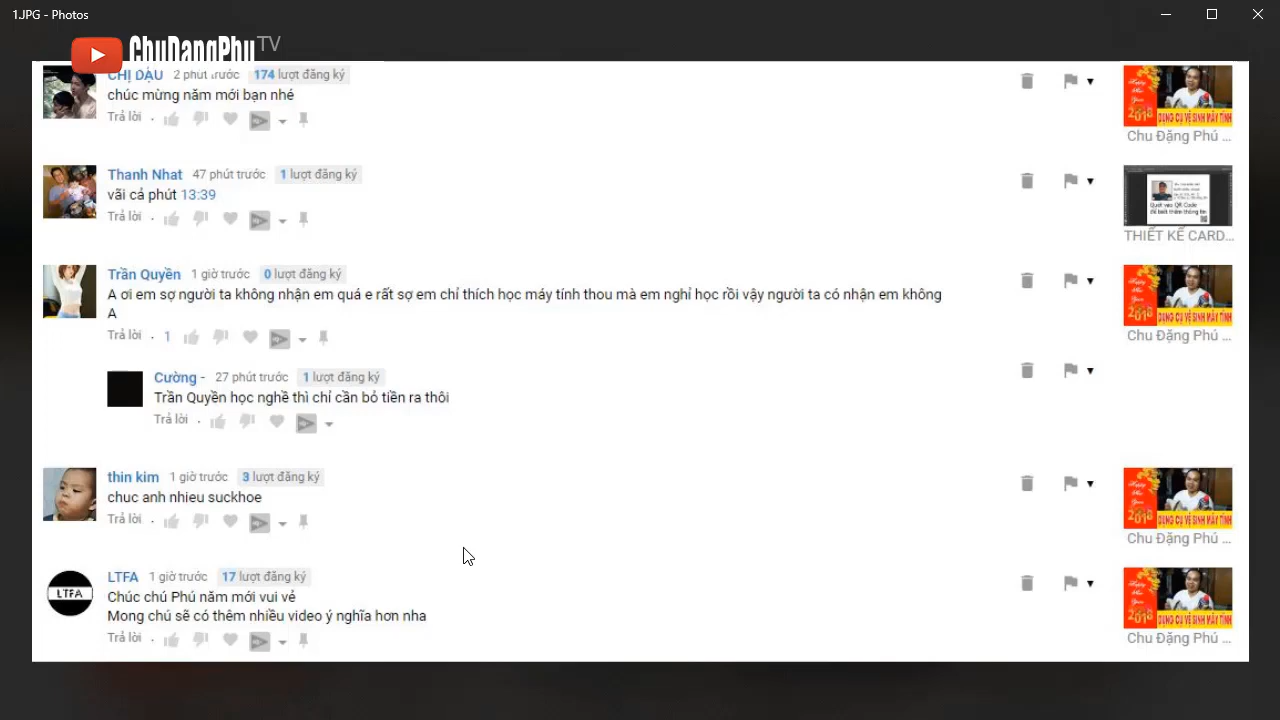 1.JPG - Photos
ChuDangPhu TV
CHỊ DẬU 2 phút trước 174 lượt đăng ký
chúc mừng năm mới bạn nhé
Trả lời
Chu Đặng Phú ...
Thanh Nhat 47 phút trước 1 lượt đăng ký
vãi cả phút 13:39
Trả lời
THIẾT KẾ CARD...
Trần Quyền 1 giờ trước 0 lượt đăng ký
A ơi em sợ người ta không nhận em quá e rất sợ em chỉ thích học máy tính thou mà em nghỉ học rồi vậy người ta có nhận em không
A
Trả lời · 1
Chu Đặng Phú ...
Cường - 27 phút trước 1 lượt đăng ký
Trần Quyền học nghề thì chỉ cần bỏ tiền ra thôi
Trả lời
thin kim 1 giờ trước 3 lượt đăng ký
chuc anh nhieu suckhoe
Trả lời
Chu Đặng Phú ...
LTFA
LTFA 1 giờ trước 17 lượt đăng ký
Chúc chú Phú năm mới vui vẻ
Mong chú sẽ có thêm nhiều video ý nghĩa hơn nha
Trả lời
Chu Đặng Phú ...